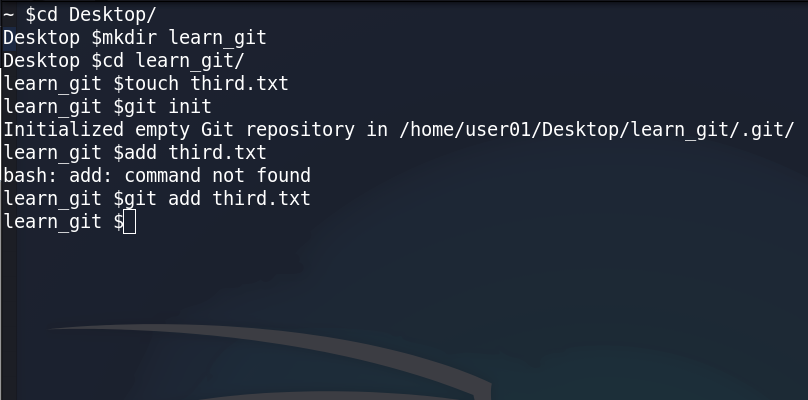 ~ $cd Desktop/
Desktop $mkdir learn_git
Desktop $cd learn_git/
learn_git $touch third.txt
learn_git $git init
Initialized empty Git repository in /home/user01/Desktop/learn_git/.git/
learn_git $add third.txt
bash: add: command not found
learn_git $git add third.txt
learn_git $